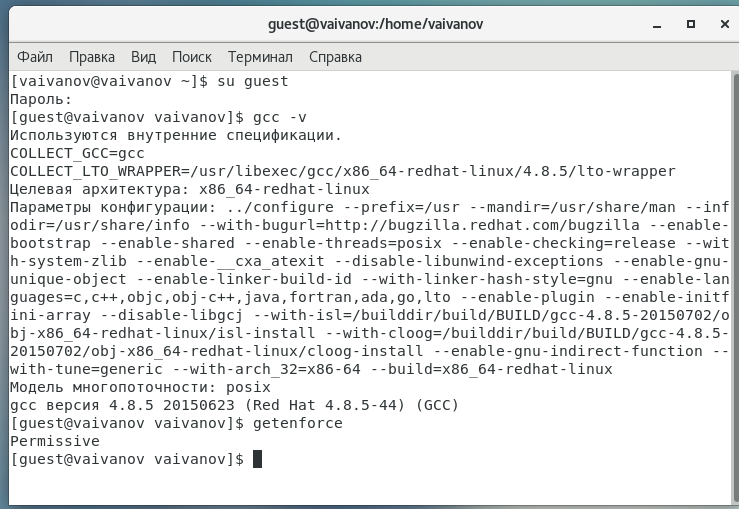 guest@vaivanov:/home/vaivanov
Файл Правка Вид Поиск Терминал Справка
[vaivanov@vaivanov ~]$ su guest
Пароль:
[guest@vaivanov vaivanov]$ gcc -v
Используются внутренние спецификации.
COLLECT_GCC=gcc
COLLECT_LTO_WRAPPER=/usr/libexec/gcc/x86_64-redhat-linux/4.8.5/lto-wrapper
Целевая архитектура: x86_64-redhat-linux
Параметры конфигурации: ../configure --prefix=/usr --mandir=/usr/share/man --inf
odir=/usr/share/info --with-bugurl=http://bugzilla.redhat.com/bugzilla --enable-
bootstrap --enable-shared --enable-threads=posix --enable-checking=release --wit
h-system-zlib --enable-__cxa_atexit --disable-libunwind-exceptions --enable-gnu-
unique-object --enable-linker-build-id --with-linker-hash-style=gnu --enable-lan
guages=c,c++,objc,obj-c++,java,fortran,ada,go,lto --enable-plugin --enable-initf
ini-array --disable-libgcj --with-isl=/builddir/build/BUILD/gcc-4.8.5-20150702/o
bj-x86_64-redhat-linux/isl-install --with-cloog=/builddir/build/BUILD/gcc-4.8.5-
20150702/obj-x86_64-redhat-linux/cloog-install --enable-gnu-indirect-function --
with-tune=generic --with-arch_32=x86-64 --build=x86_64-redhat-linux
Модель многопоточности: posix
gcc версия 4.8.5 20150623 (Red Hat 4.8.5-44) (GCC)
[guest@vaivanov vaivanov]$ getenforce
Permissive
[guest@vaivanov vaivanov]$